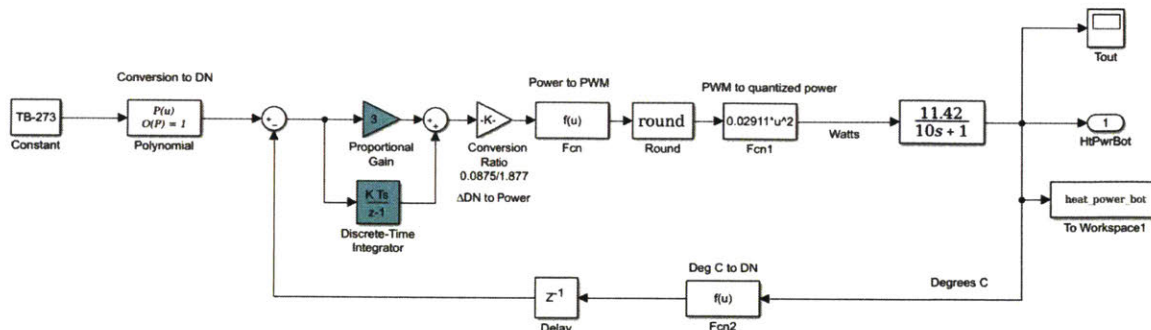 Tout
Conversion to DN
Power to PWM
PWM to quantized power
TB-273
Constant
P(u)
O(P) = 1
Polynomial
3
Proportional
Gain
-K-
Conversion
Ratio
0.0875/1.877
ΔDN to Power
f(u)
Fcn
round
Round
0.02911*u^2
Fcn1
Watts
11.42
10s + 1
1
HtPwrBot
K Ts
z-1
Discrete-Time
Integrator
heat_power_bot
To Workspace1
Deg C to DN
Degrees C
Z-1
Delay
f(u)
Fcn2